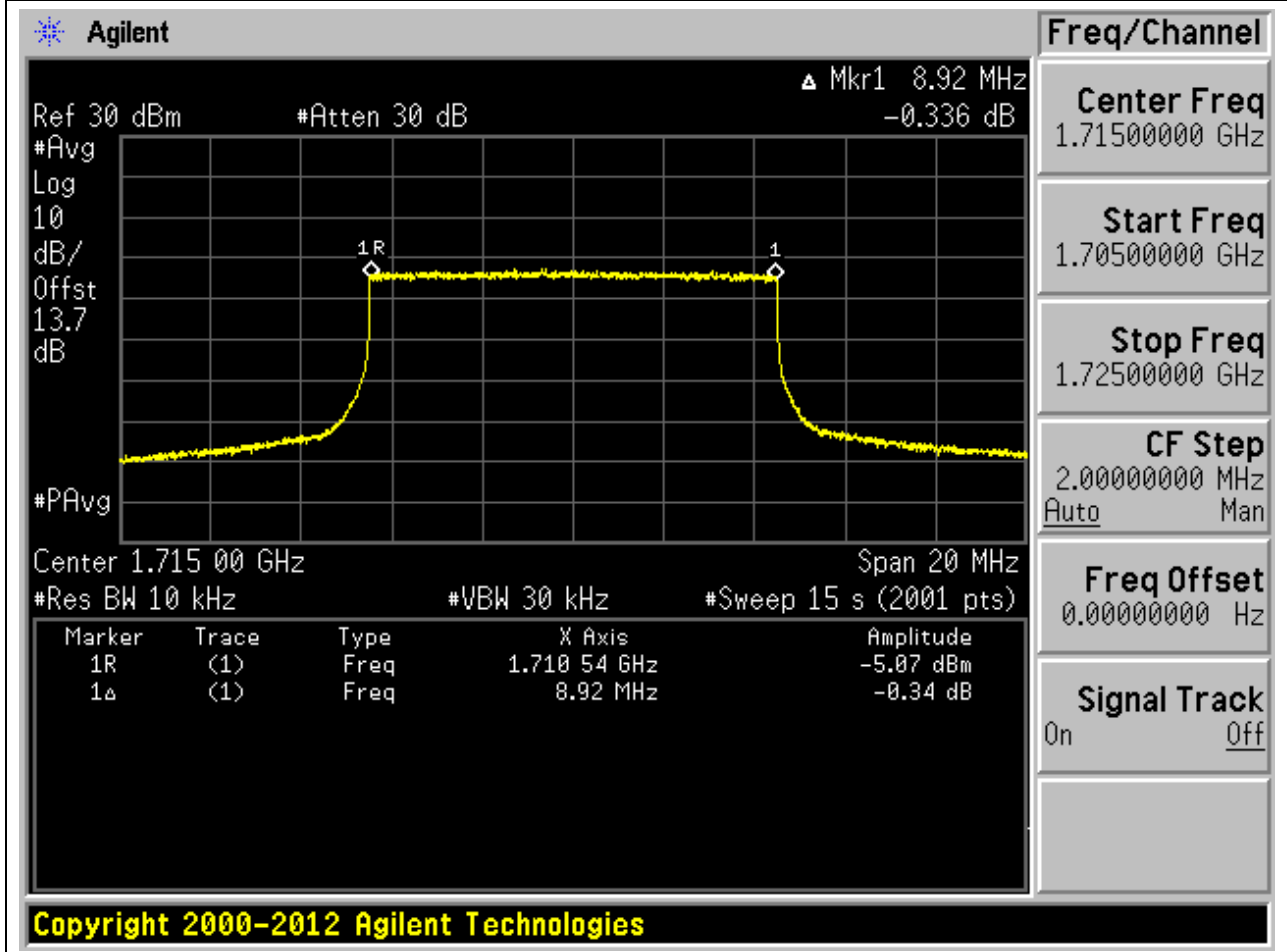 Agilent
Freq/Channel
▵ Mkr1 8.92 MHz
Ref 30 dBm #Atten 30 dB -0.336 dB
#Avg
Log
10
dB/
Offst
13.7
dB
1R
1
#PAvg
Center 1.715 00 GHz Span 20 MHz
#Res BW 10 kHz #VBW 30 kHz #Sweep 15 s (2001 pts)
Marker Trace Type X Axis Amplitude
1R (1) Freq 1.710 54 GHz -5.07 dBm
1▵ (1) Freq 8.92 MHz -0.34 dB
Center Freq
1.71500000 GHz
Start Freq
1.70500000 GHz
Stop Freq
1.72500000 GHz
CF Step
2.00000000 MHz
Auto Man
Freq Offset
0.00000000 Hz
Signal Track
On Off
Copyright 2000-2012 Agilent Technologies